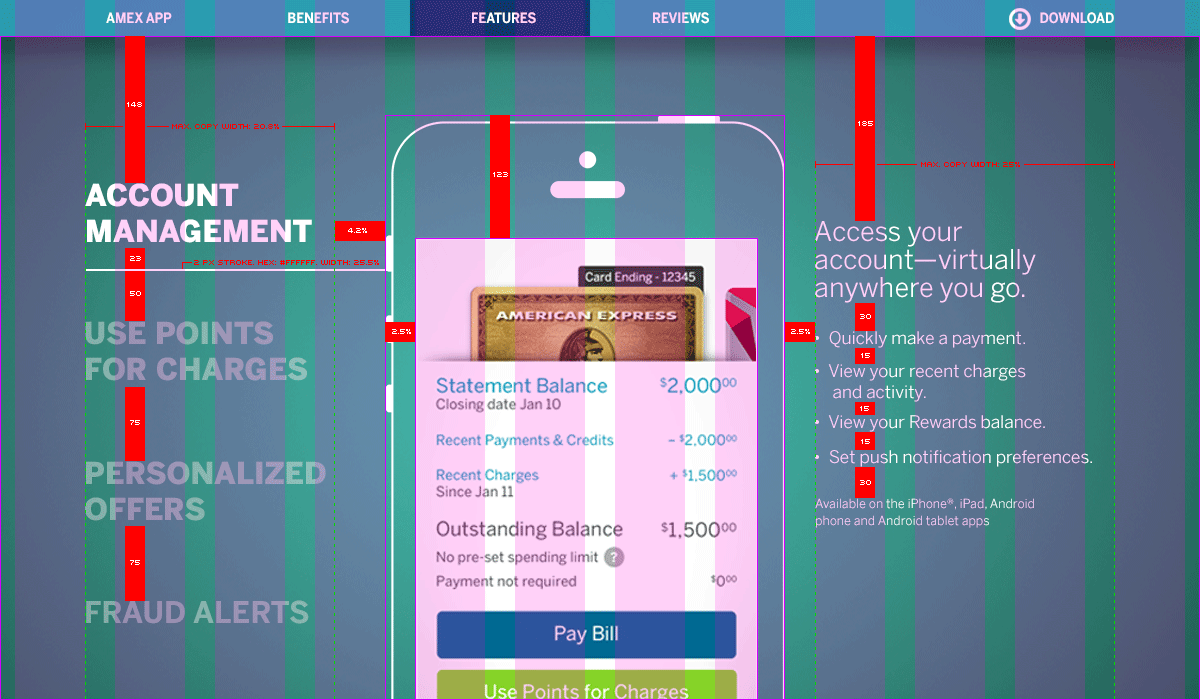 AMEX APP
BENEFITS
FEATURES
REVIEWS
DOWNLOAD
148
MAX. COPY WIDTH: 20.8%
ACCOUNT
MANAGEMENT
4.2%
23
2 PX STROKE, HEX: #FFFFFF, WIDTH: 25.5%
50
USE POINTS
FOR CHARGES
75
PERSONALIZED
OFFERS
75
FRAUD ALERTS
123
2.5%
2.5%
Card Ending - 12345
AMERICAN EXPRESS
Statement Balance $2,000.00
Closing date Jan 10
Recent Payments & Credits – $2,000.00
Recent Charges + $1,500.00
Since Jan 11
Outstanding Balance $1,500.00
No pre-set spending limit ?
Payment not required $0.00
Pay Bill
Use Points for Charges
185
MAX. COPY WIDTH: 25%
Access your
account—virtually
anywhere you go.
30
• Quickly make a payment.
15
• View your recent charges
and activity.
15
• View your Rewards balance.
15
• Set push notification preferences.
30
Available on the iPhone®, iPad, Android
phone and Android tablet apps